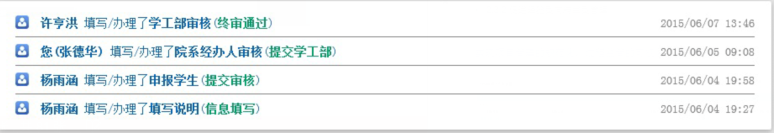 许亨洪 填写/办理了学工部审核(终审通过) 2015/06/07 13:46
您(张德华) 填写/办理了院系经办人审核(提交学工部) 2015/06/05 09:08
杨雨涵 填写/办理了申报学生(提交审核) 2015/06/04 19:58
杨雨涵 填写/办理了填写说明(信息填写) 2015/06/04 19:27